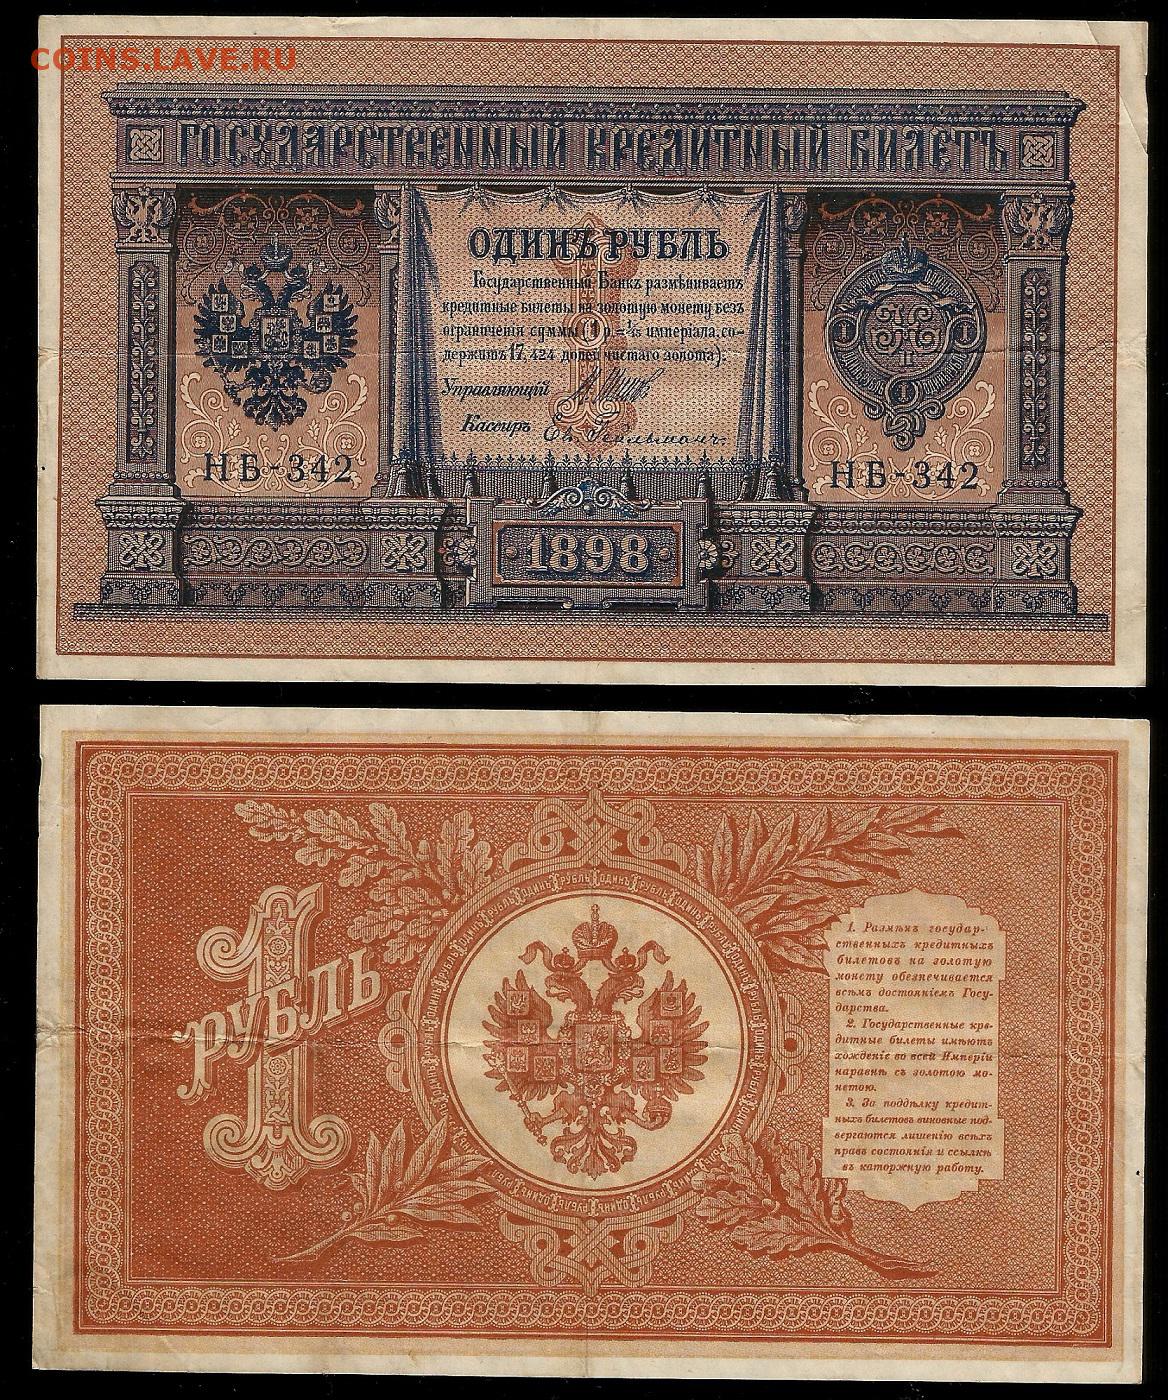 COINS.LAVE.RU
ГОСУДАРСТВЕННЫЙ КРЕДИТНЫЙ БИЛЕТЪ
ОДИНЪ РУБЛЬ
Государственный Банкъ размѣниваетъ
кредитные билеты на золотую монету безъ
ограниченія суммы (1 р. = 1/15 имперіала, со-
держитъ 17,424 долей чистаго золота).
Управляющій
Кассиръ
НБ-342
НБ-342
1898
1
РУБЛЬ
1. Размѣнъ государ-
ственныхъ кредитныхъ
билетовъ на золотую
монету обезпечивается
всѣмъ достояніемъ Госу-
дарства.
2. Государственные кре-
дитные билеты имѣютъ
хожденіе во всей Имперіи
наравнѣ съ золотою мо-
нетою.
3. За поддѣлку кредит-
ныхъ билетовъ виновные под-
вергаются лишенію всѣхъ
правъ состоянія и ссылкѣ
въ каторжную работу.